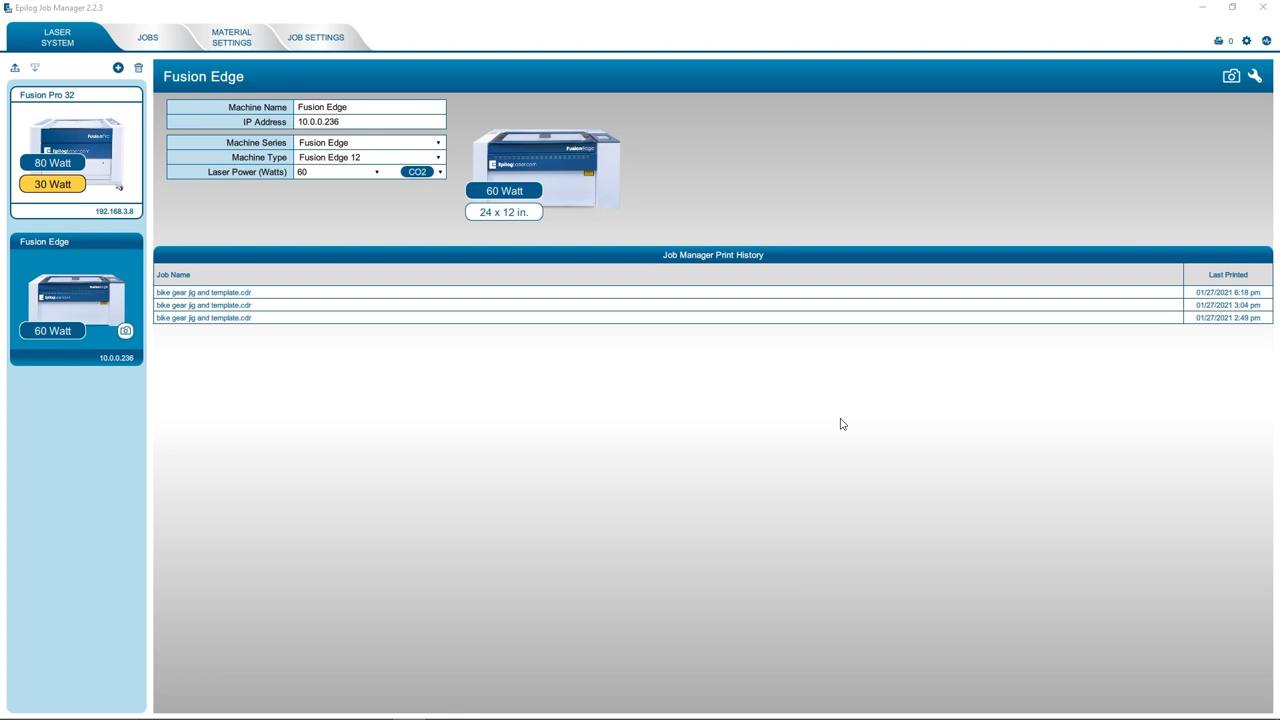 Epilog Job Manager 2.2.3
LASER SYSTEM
JOBS
MATERIAL SETTINGS
JOB SETTINGS
0
Fusion Pro 32
FusionPro
80 Watt
30 Watt
192.168.3.8
Fusion Edge
60 Watt
10.0.0.236
Fusion Edge
Machine Name Fusion Edge
IP Address 10.0.0.236
Machine Series Fusion Edge
Machine Type Fusion Edge 12
Laser Power (Watts) 60 CO2
FusionEdge
Epiloglaser.com
60 Watt
24 x 12 in.
Job Manager Print History
Job Name Last Printed
bike gear jig and template.cdr 01/27/2021 6:18 pm
bike gear jig and template.cdr 01/27/2021 3:04 pm
bike gear jig and template.cdr 01/27/2021 2:49 pm